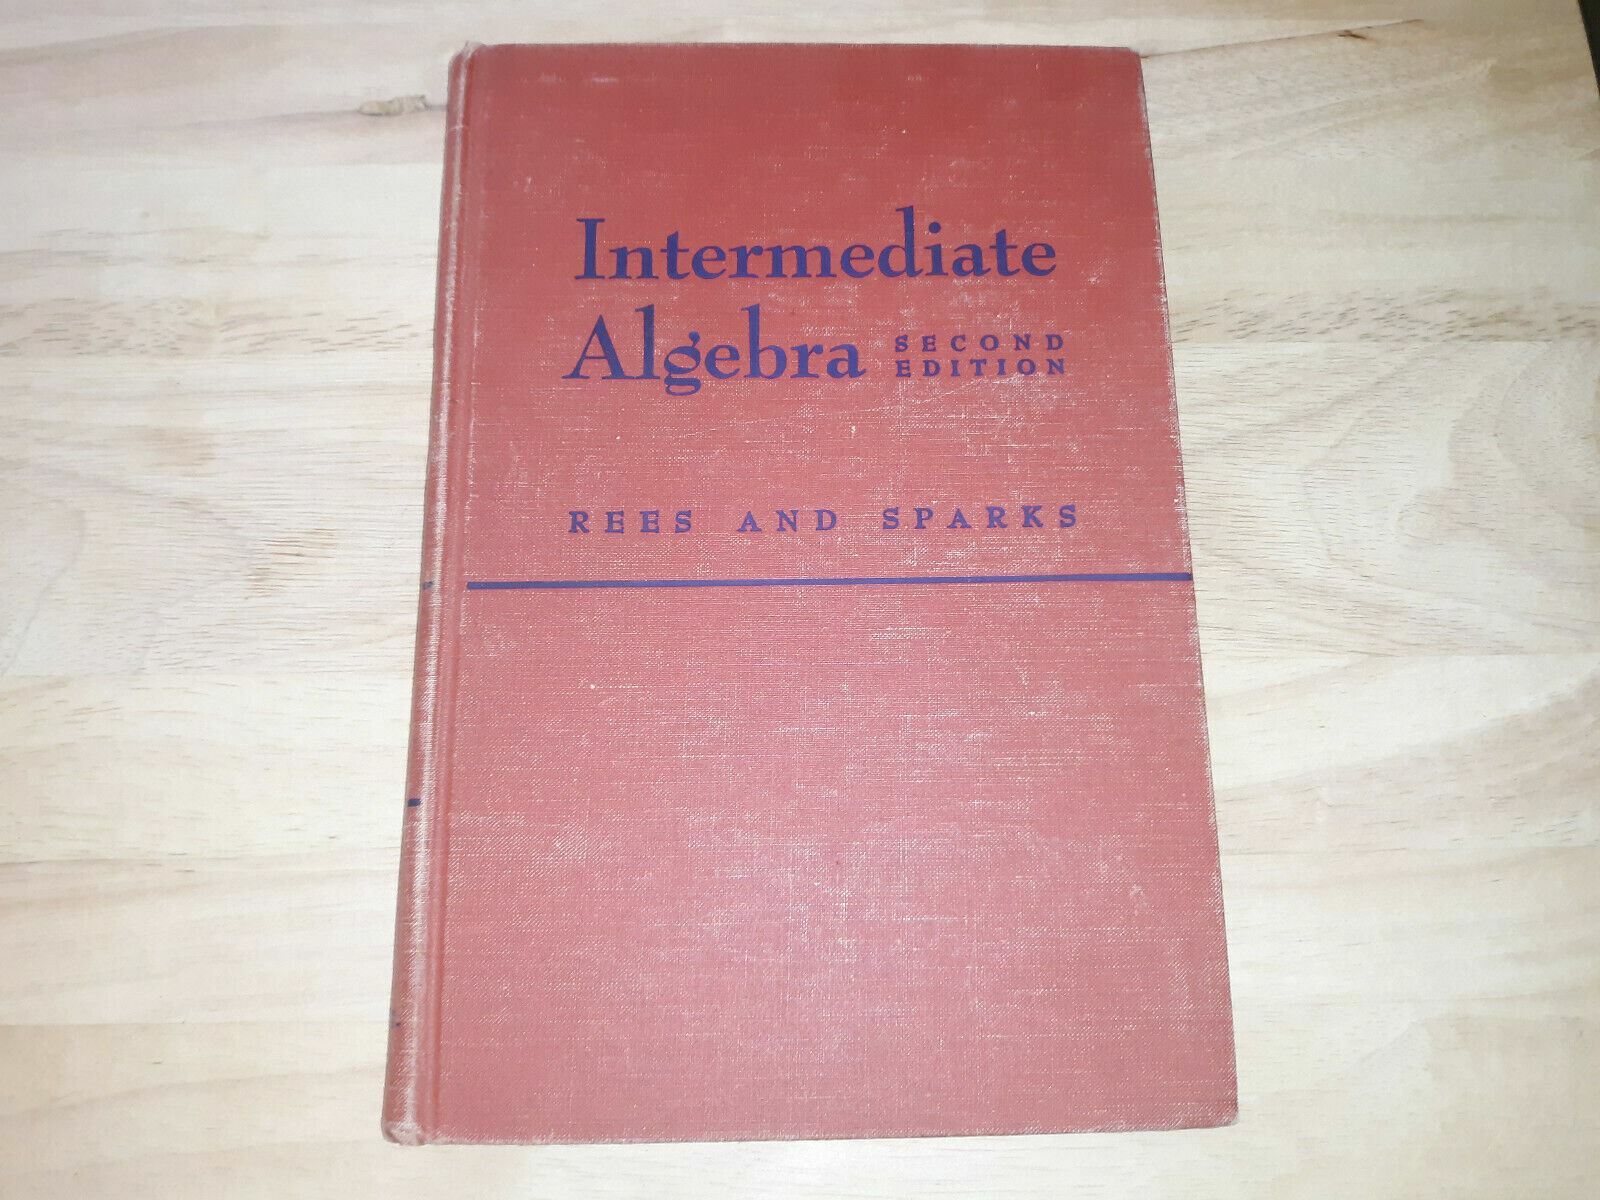 Intermediate
Algebra SECOND EDITION
REES AND SPARKS